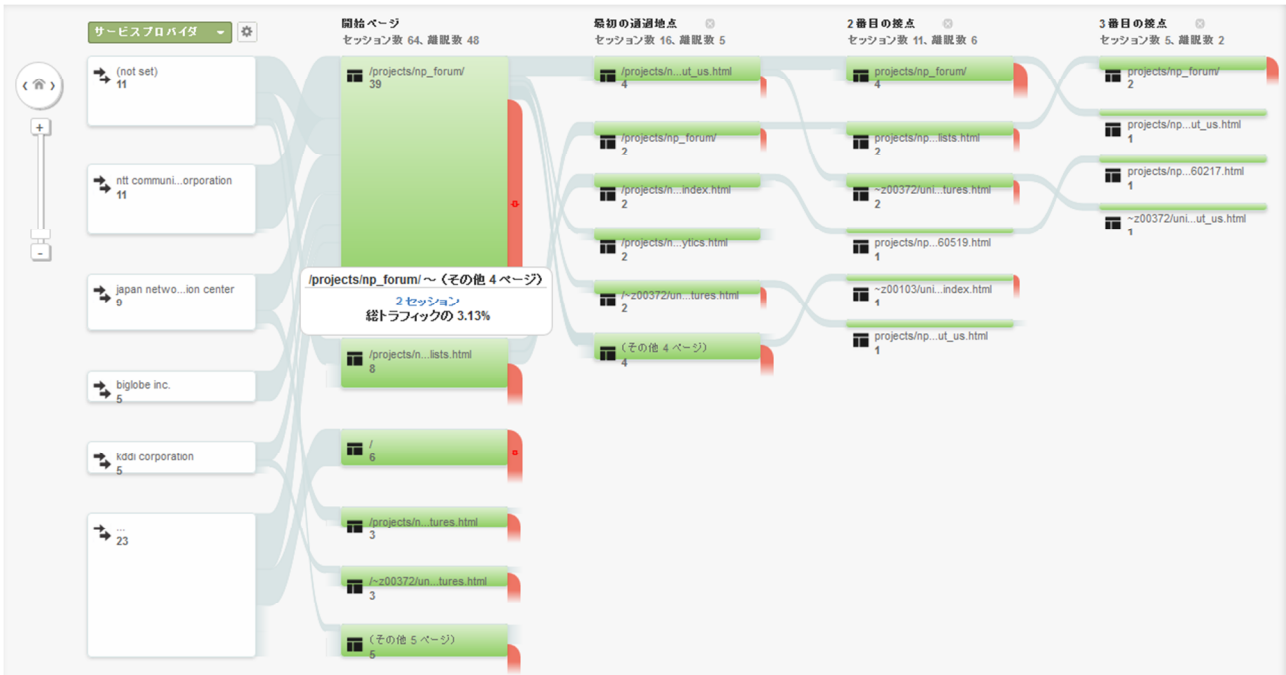 サービスプロバイダ
(not set)
11
ntt communi...orporation
11
japan netwo...ion center
9
biglobe inc.
5
kddi corporation
5
...
23
開始ページ
セッション数 64、離脱数 48
/projects/np_forum/
39
/projects/np_forum/ ～ (その他 4 ページ)
2 セッション
総トラフィックの 3.13%
/projects/n...lists.html
8
/
6
/projects/n...tures.html
3
/~z00372/un...tures.html
3
(その他 5 ページ)
5
最初の通過地点
セッション数 16、離脱数 5
/projects/n...ut_us.html
4
/projects/np_forum/
2
/projects/n...index.html
2
/projects/n...ytics.html
2
/~z00372/un...tures.html
2
(その他 4 ページ)
4
2 番目の接点
セッション数 11、離脱数 6
projects/np_forum/
4
projects/np...lists.html
2
~z00372/uni...tures.html
2
projects/np...60519.html
1
~z00103/uni...index.html
1
projects/np...ut_us.html
1
3 番目の接点
セッション数 5、離脱数 2
projects/np_forum/
2
projects/np...ut_us.html
1
projects/np...60217.html
1
~z00372/uni...ut_us.html
1